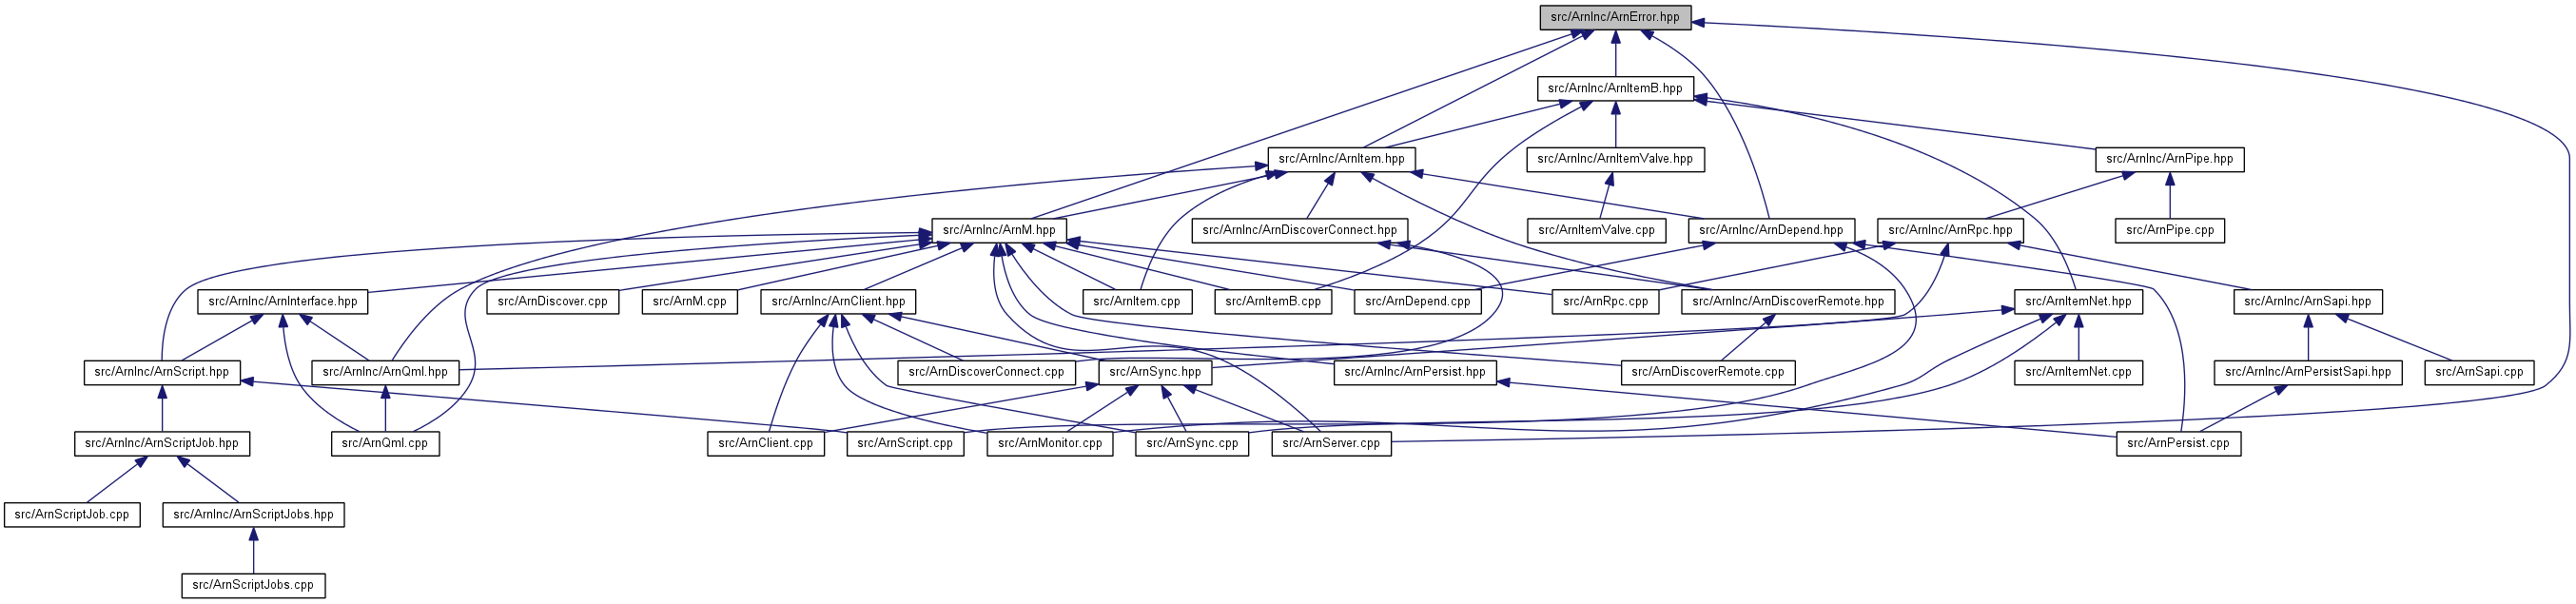 src/ArnInc/ArnError.hpp
src/ArnInc/ArnItemB.hpp
src/ArnInc/ArnItem.hpp
src/ArnInc/ArnItemValve.hpp
src/ArnInc/ArnPipe.hpp
src/ArnInc/ArnM.hpp
src/ArnInc/ArnDiscoverConnect.hpp
src/ArnItemValve.cpp
src/ArnInc/ArnDepend.hpp
src/ArnInc/ArnRpc.hpp
src/ArnPipe.cpp
src/ArnInc/ArnInterface.hpp
src/ArnDiscover.cpp
src/ArnM.cpp
src/ArnInc/ArnClient.hpp
src/ArnItem.cpp
src/ArnItemB.cpp
src/ArnDepend.cpp
src/ArnRpc.cpp
src/ArnInc/ArnDiscoverRemote.hpp
src/ArnItemNet.hpp
src/ArnInc/ArnSapi.hpp
src/ArnInc/ArnScript.hpp
src/ArnInc/ArnQml.hpp
src/ArnDiscoverConnect.cpp
src/ArnSync.hpp
src/ArnInc/ArnPersist.hpp
src/ArnDiscoverRemote.cpp
src/ArnItemNet.cpp
src/ArnInc/ArnPersistSapi.hpp
src/ArnSapi.cpp
src/ArnInc/ArnScriptJob.hpp
src/ArnQml.cpp
src/ArnClient.cpp
src/ArnScript.cpp
src/ArnMonitor.cpp
src/ArnSync.cpp
src/ArnServer.cpp
src/ArnPersist.cpp
src/ArnScriptJob.cpp
src/ArnInc/ArnScriptJobs.hpp
src/ArnScriptJobs.cpp